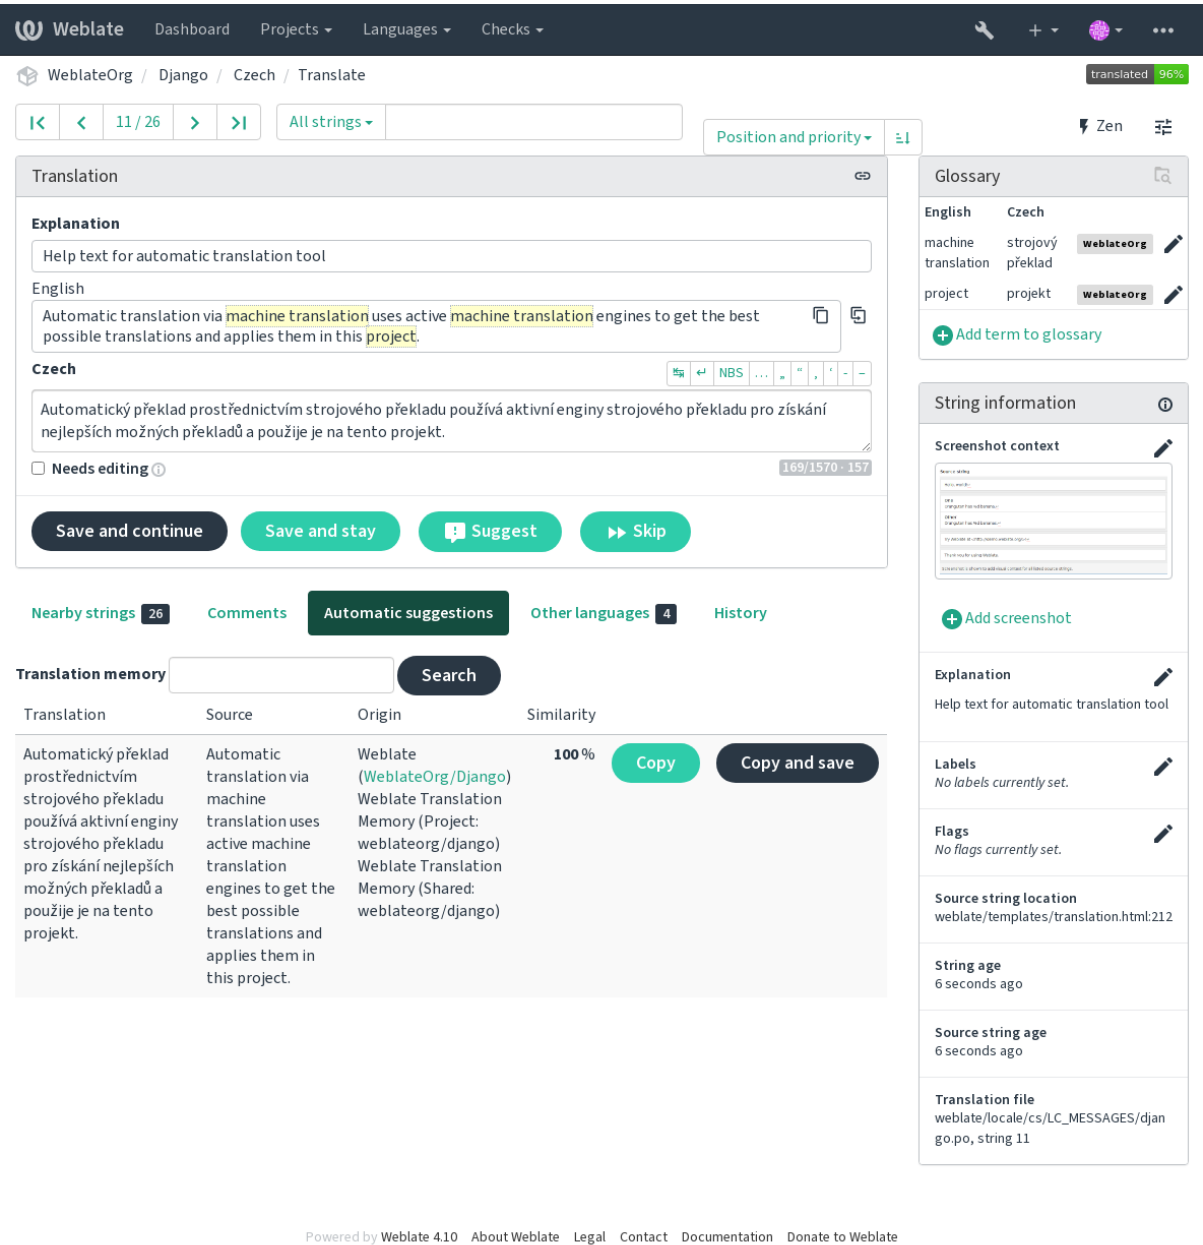 Weblate Dashboard Projects Languages Checks
WeblateOrg / Django / Czech / Translate
translated 96%
11 / 26
All strings
Position and priority
Zen
Translation
Explanation
Help text for automatic translation tool
English
Automatic translation via machine translation uses active machine translation engines to get the best
possible translations and applies them in this project.
Czech
NBS … „ “ ‚ ‘ - –
Automatický překlad prostřednictvím strojového překladu používá aktivní enginy strojového překladu pro získání
nejlepších možných překladů a použije je na tento projekt.
Needs editing
169/1570 · 157
Save and continue
Save and stay
Suggest
Skip
Nearby strings 26
Comments
Automatic suggestions
Other languages 4
History
Translation memory
Search
Translation Source Origin Similarity
Automatický překlad
prostřednictvím
strojového překladu
používá aktivní enginy
strojového překladu
pro získání nejlepších
možných překladů a
použije je na tento
projekt.
Automatic
translation via
machine
translation uses
active machine
translation
engines to get the
best possible
translations and
applies them in
this project.
Weblate
(WeblateOrg/Django)
Weblate Translation
Memory (Project:
weblateorg/django)
Weblate Translation
Memory (Shared:
weblateorg/django)
100 %
Copy
Copy and save
Glossary
English Czech
machine
translation
strojový
překlad
WeblateOrg
project projekt WeblateOrg
Add term to glossary
String information
Screenshot context
Add screenshot
Explanation
Help text for automatic translation tool
Labels
No labels currently set.
Flags
No flags currently set.
Source string location
weblate/templates/translation.html:212
String age
6 seconds ago
Source string age
6 seconds ago
Translation file
weblate/locale/cs/LC_MESSAGES/djan
go.po, string 11
Powered by Weblate 4.10 About Weblate Legal Contact Documentation Donate to Weblate